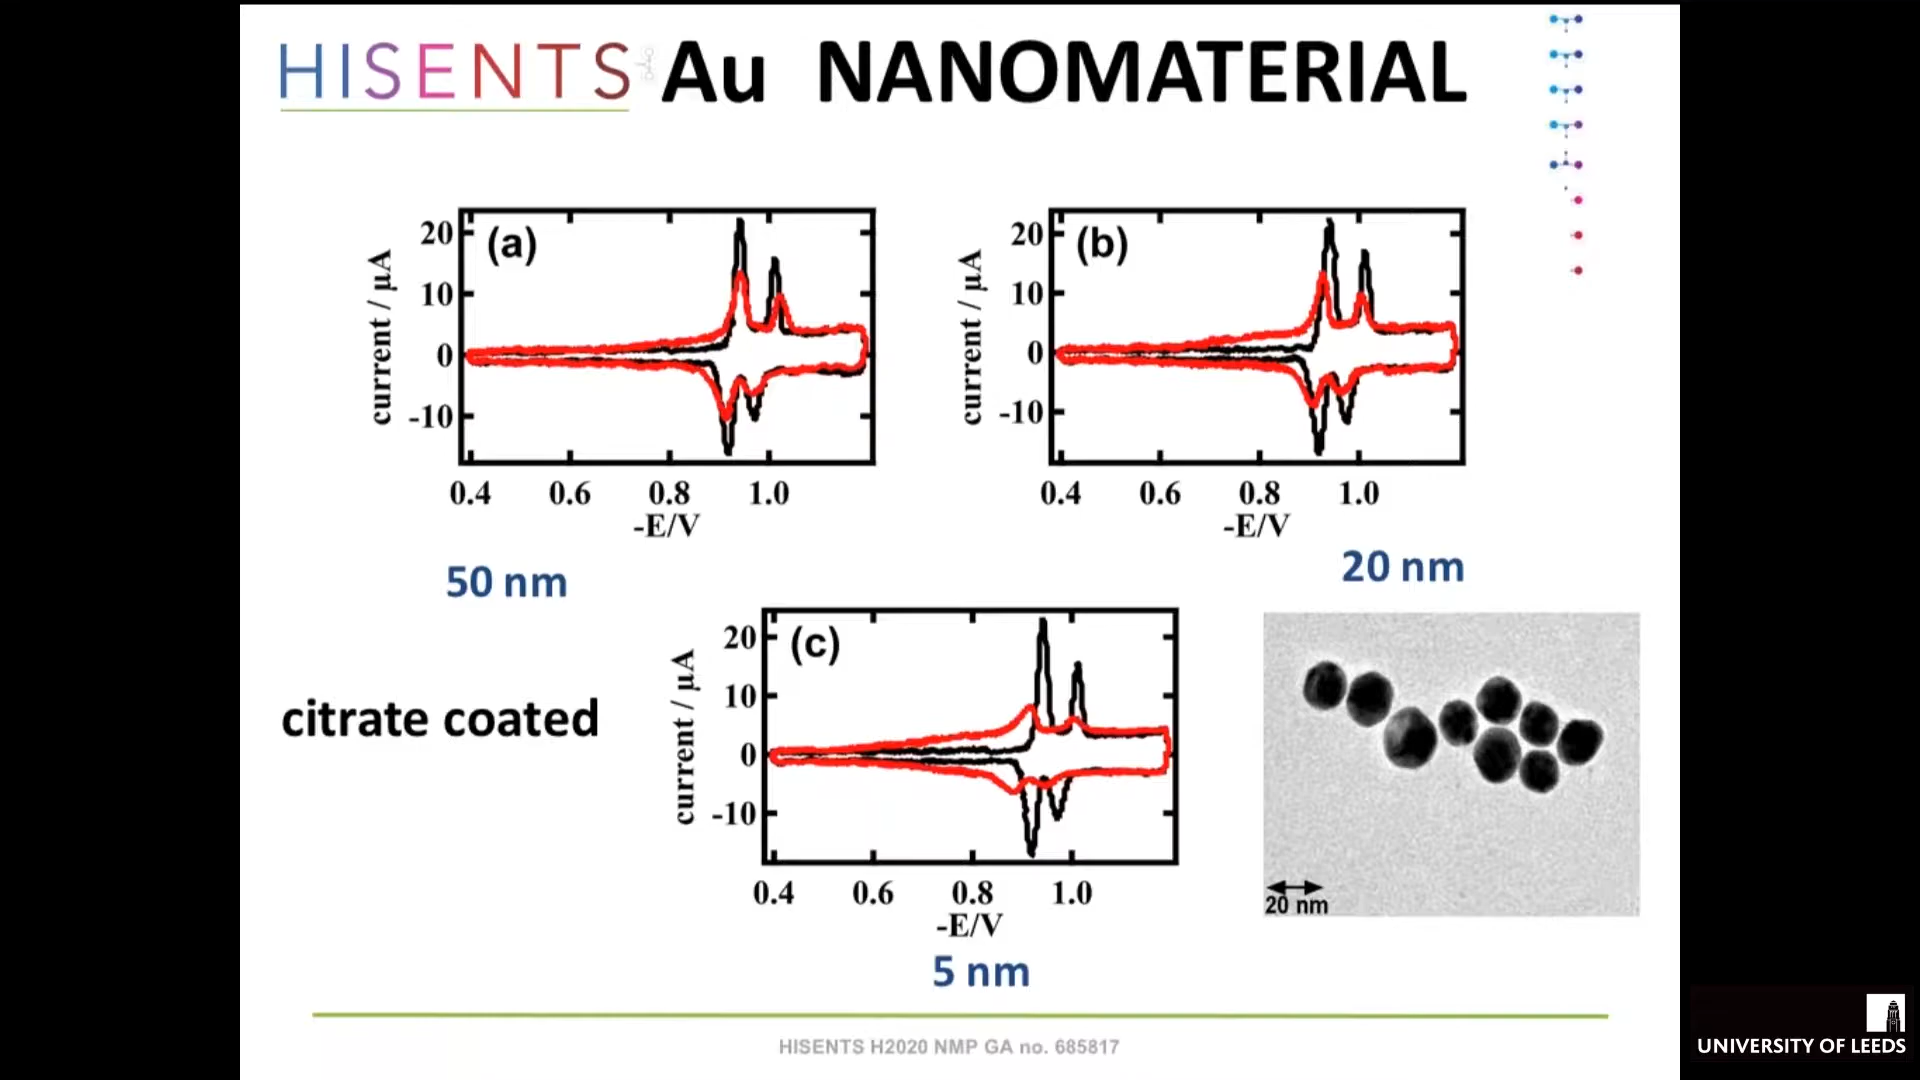 HISENTS Au NANOMATERIAL
20
10
0
-10
(a)
current / µA
0.4 0.6 0.8 1.0
-E/V
50 nm
20
10
0
-10
(b)
current / µA
0.4 0.6 0.8 1.0
-E/V
20 nm
citrate coated
20
10
0
-10
(c)
current / µA
0.4 0.6 0.8 1.0
-E/V
5 nm
20 nm
HISENTS H2020 NMP GA no. 685817
UNIVERSITY OF LEEDS